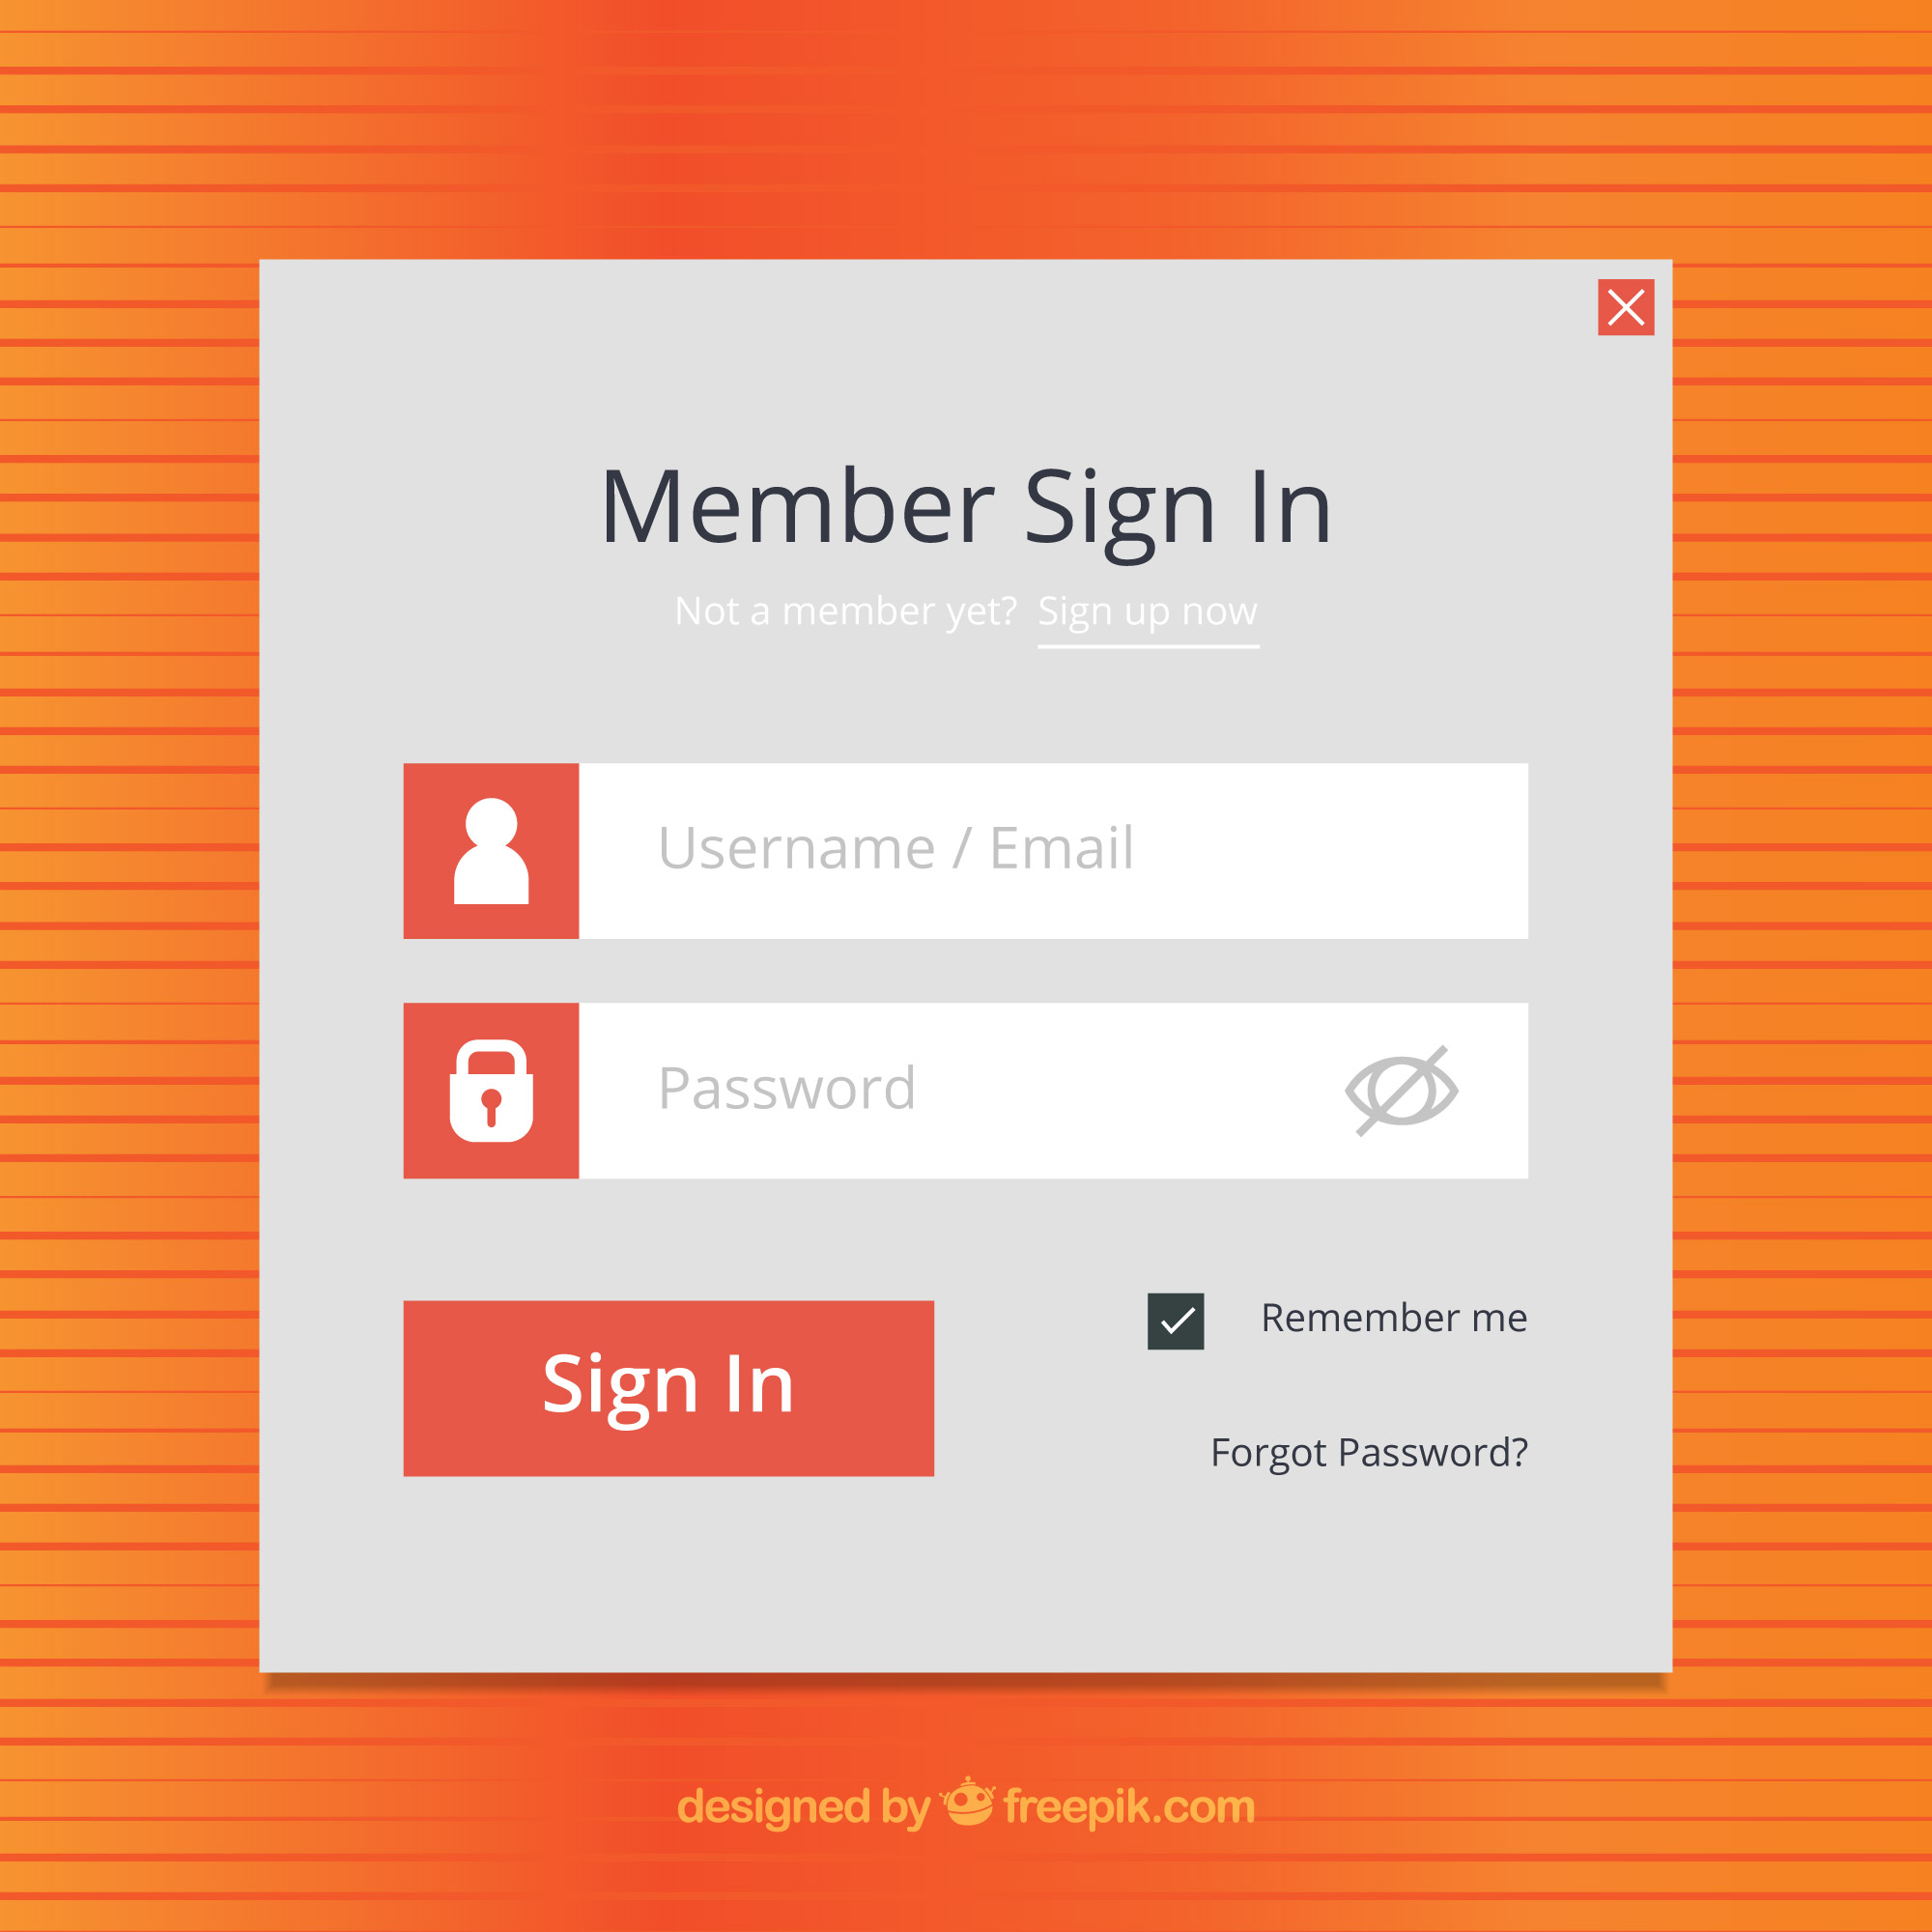 Member Sign In
Not a member yet? Sign up now
Username / Email
Password
Sign In
Remember me
Forgot Password?
designed by freepik.com